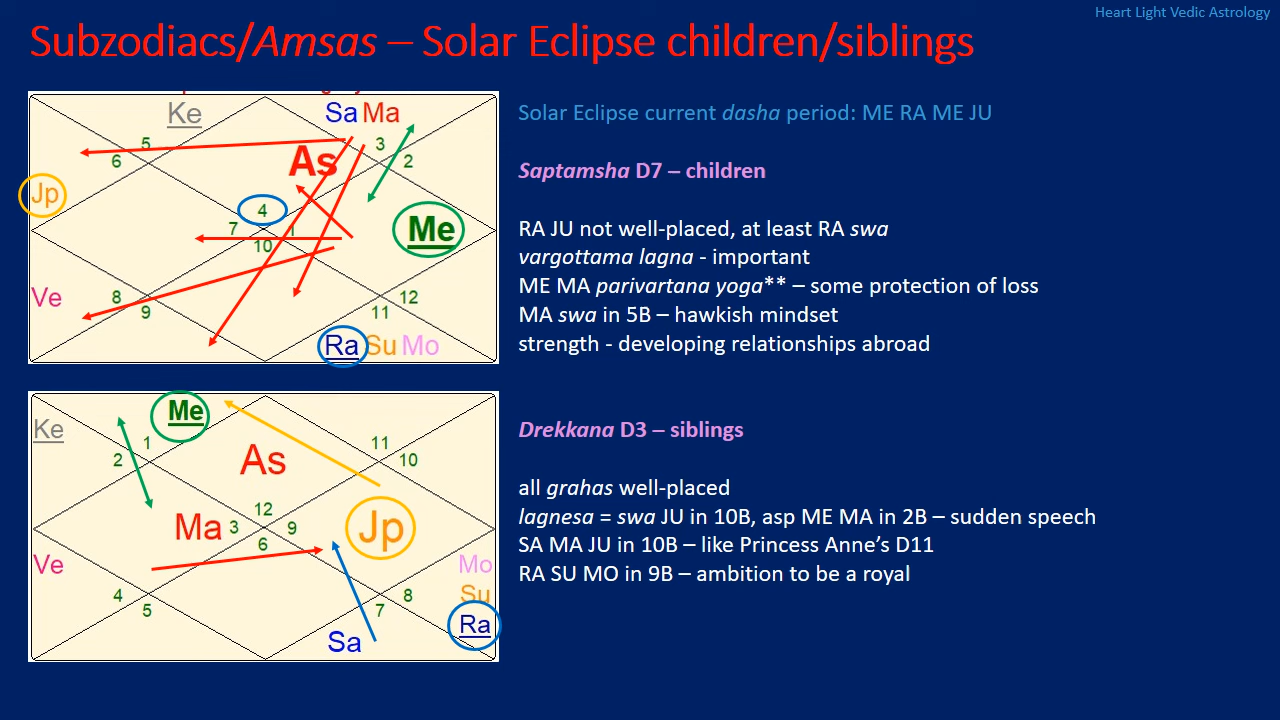 Heart Light Vedic Astrology
Subzodiacs/Amsas – Solar Eclipse children/siblings
Ke
Sa Ma
5
6
3
2
As
Jp
4
7
1
10
Me
Ve
8
9
12
11
Ra Su Mo
Solar Eclipse current dasha period: ME RA ME JU
Saptamsha D7 – children
RA JU not well-placed, at least RA swa
vargottama lagna - important
ME MA parivartana yoga** – some protection of loss
MA swa in 5B – hawkish mindset
strength - developing relationships abroad
Me
Ke
1
2
11
10
As
12
Ma 3
9
6
Jp
Ve
Mo
Su
Ra
4
5
8
7
Sa
Drekkana D3 – siblings
all grahas well-placed
lagnesa = swa JU in 10B, asp ME MA in 2B – sudden speech
SA MA JU in 10B – like Princess Anne’s D11
RA SU MO in 9B – ambition to be a royal